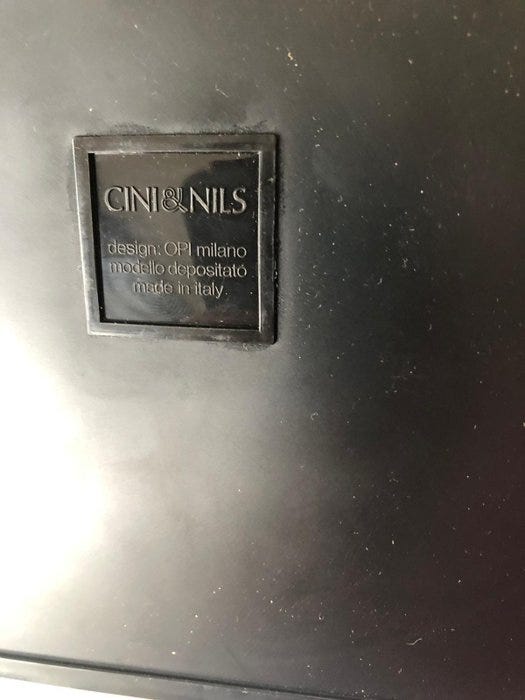 CINI&NILS
design: OPI milano
modello depositato
made in italy